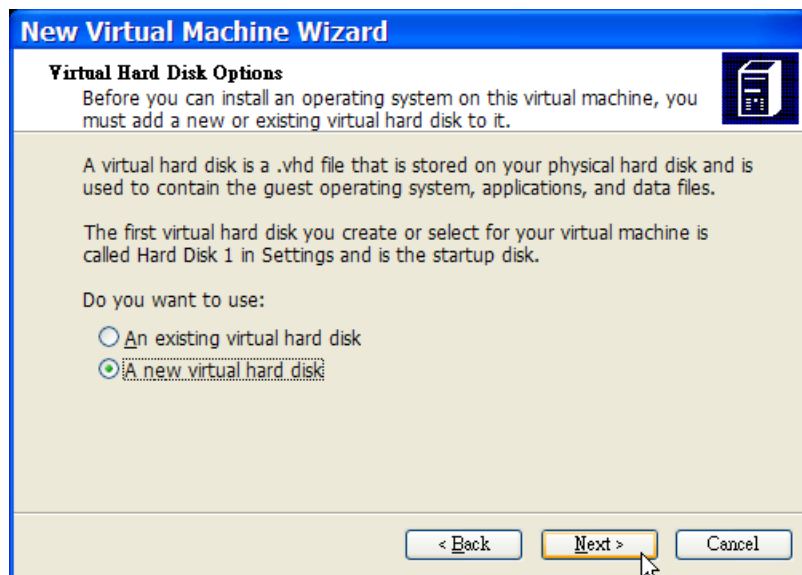 New Virtual Machine Wizard
Virtual Hard Disk Options
Before you can install an operating system on this virtual machine, you
must add a new or existing virtual hard disk to it.
A virtual hard disk is a .vhd file that is stored on your physical hard disk and is
used to contain the guest operating system, applications, and data files.
The first virtual hard disk you create or select for your virtual machine is
called Hard Disk 1 in Settings and is the startup disk.
Do you want to use:
An existing virtual hard disk
A new virtual hard disk
< Back Next > Cancel